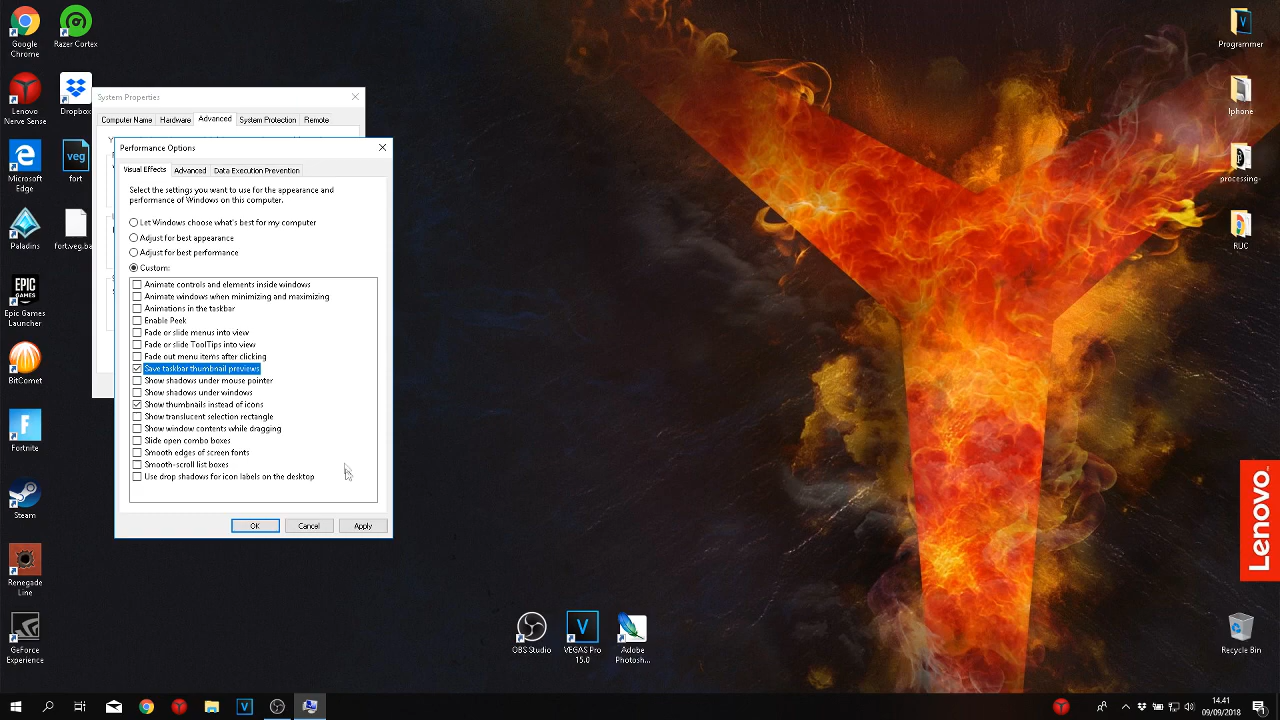 Google
Chrome
Razer Cortex
Lenovo
Nerve Sense
Dropbox
Microsoft
Edge
veg
fort
Paladins
fort.veg.ba
EPIC
GAMES
Epic Games
Launcher
BitComet
F
Fortnite
Steam
Renegade
Line
GeForce
Experience
System Properties
Computer Name
Hardware
Advanced
System Protection
Remote
Performance Options
Visual Effects
Advanced
Data Execution Prevention
Select the settings you want to use for the appearance and
performance of Windows on this computer.
Let Windows choose what's best for my computer
Adjust for best appearance
Adjust for best performance
Custom:
Animate controls and elements inside windows
Animate windows when minimizing and maximizing
Animations in the taskbar
Enable Peek
Fade or slide menus into view
Fade or slide ToolTips into view
Fade out menu items after clicking
Save taskbar thumbnail previews
Show shadows under mouse pointer
Show shadows under windows
Show thumbnails instead of icons
Show translucent selection rectangle
Show window contents while dragging
Slide open combo boxes
Smooth edges of screen fonts
Smooth-scroll list boxes
Use drop shadows for icon labels on the desktop
OK
Cancel
Apply
OBS Studio
V
VEGAS Pro
15.0
Adobe
Photosh...
V
Programmer
Iphone
processing-
RUC
Lenovo
Recycle Bin
V
14.41
09/09/2018
1